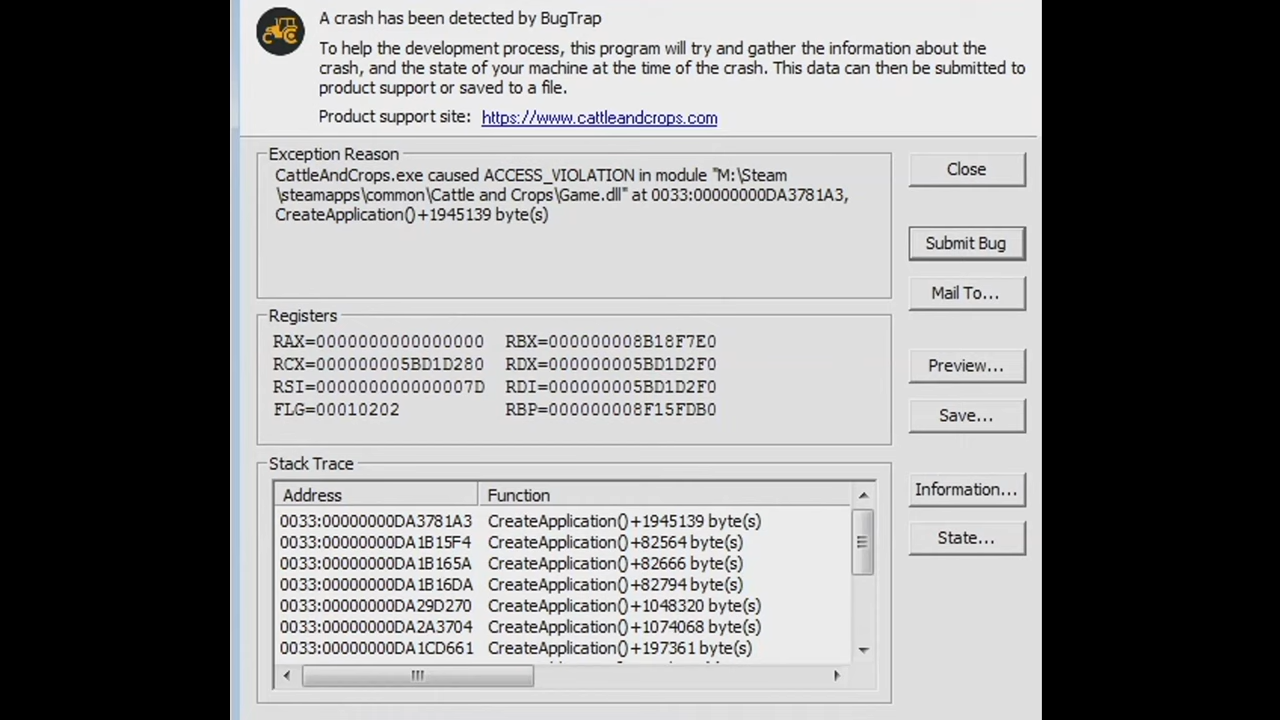 A crash has been detected by BugTrap
To help the development process, this program will try and gather the information about the
crash, and the state of your machine at the time of the crash. This data can then be submitted to
product support or saved to a file.
Product support site: https://www.cattleandcrops.com
Exception Reason
CattleAndCrops.exe caused ACCESS_VIOLATION in module "M:\Steam
\steamapps\common\Cattle and Crops\Game.dll" at 0033:00000000DA3781A3,
CreateApplication()+1945139 byte(s)
Close
Submit Bug
Mail To...
Registers
RAX=0000000000000000 RBX=000000008B18F7E0
RCX=000000005BD1D280 RDX=000000005BD1D2F0
RSI=000000000000007D RDI=000000005BD1D2F0
FLG=00010202 RBP=000000008F15FDB0
Preview...
Save...
Stack Trace
Address Function
0033:00000000DA3781A3 CreateApplication()+1945139 byte(s)
0033:00000000DA1B15F4 CreateApplication()+82564 byte(s)
0033:00000000DA1B165A CreateApplication()+82666 byte(s)
0033:00000000DA1B16DA CreateApplication()+82794 byte(s)
0033:00000000DA29D270 CreateApplication()+1048320 byte(s)
0033:00000000DA2A3704 CreateApplication()+1074068 byte(s)
0033:00000000DA1CD661 CreateApplication()+197361 byte(s)
Information...
State...